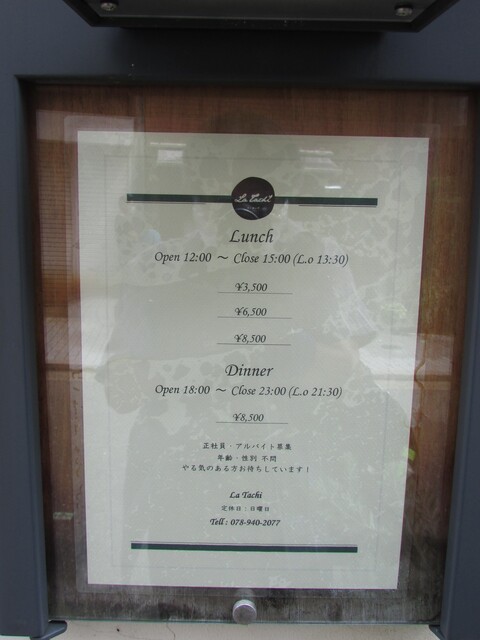 La Tachi
Lunch
Open 12:00 ～ Close 15:00 (L.o 13:30)
¥3,500
¥6,500
¥8,500
Dinner
Open 18:00 ～ Close 23:00 (L.o 21:30)
¥8,500
正社員・アルバイト募集
年齢・性別 不問
やる気のある方お待ちしています！
La Tachi
定休日：日曜日
Tell : 078-940-2077